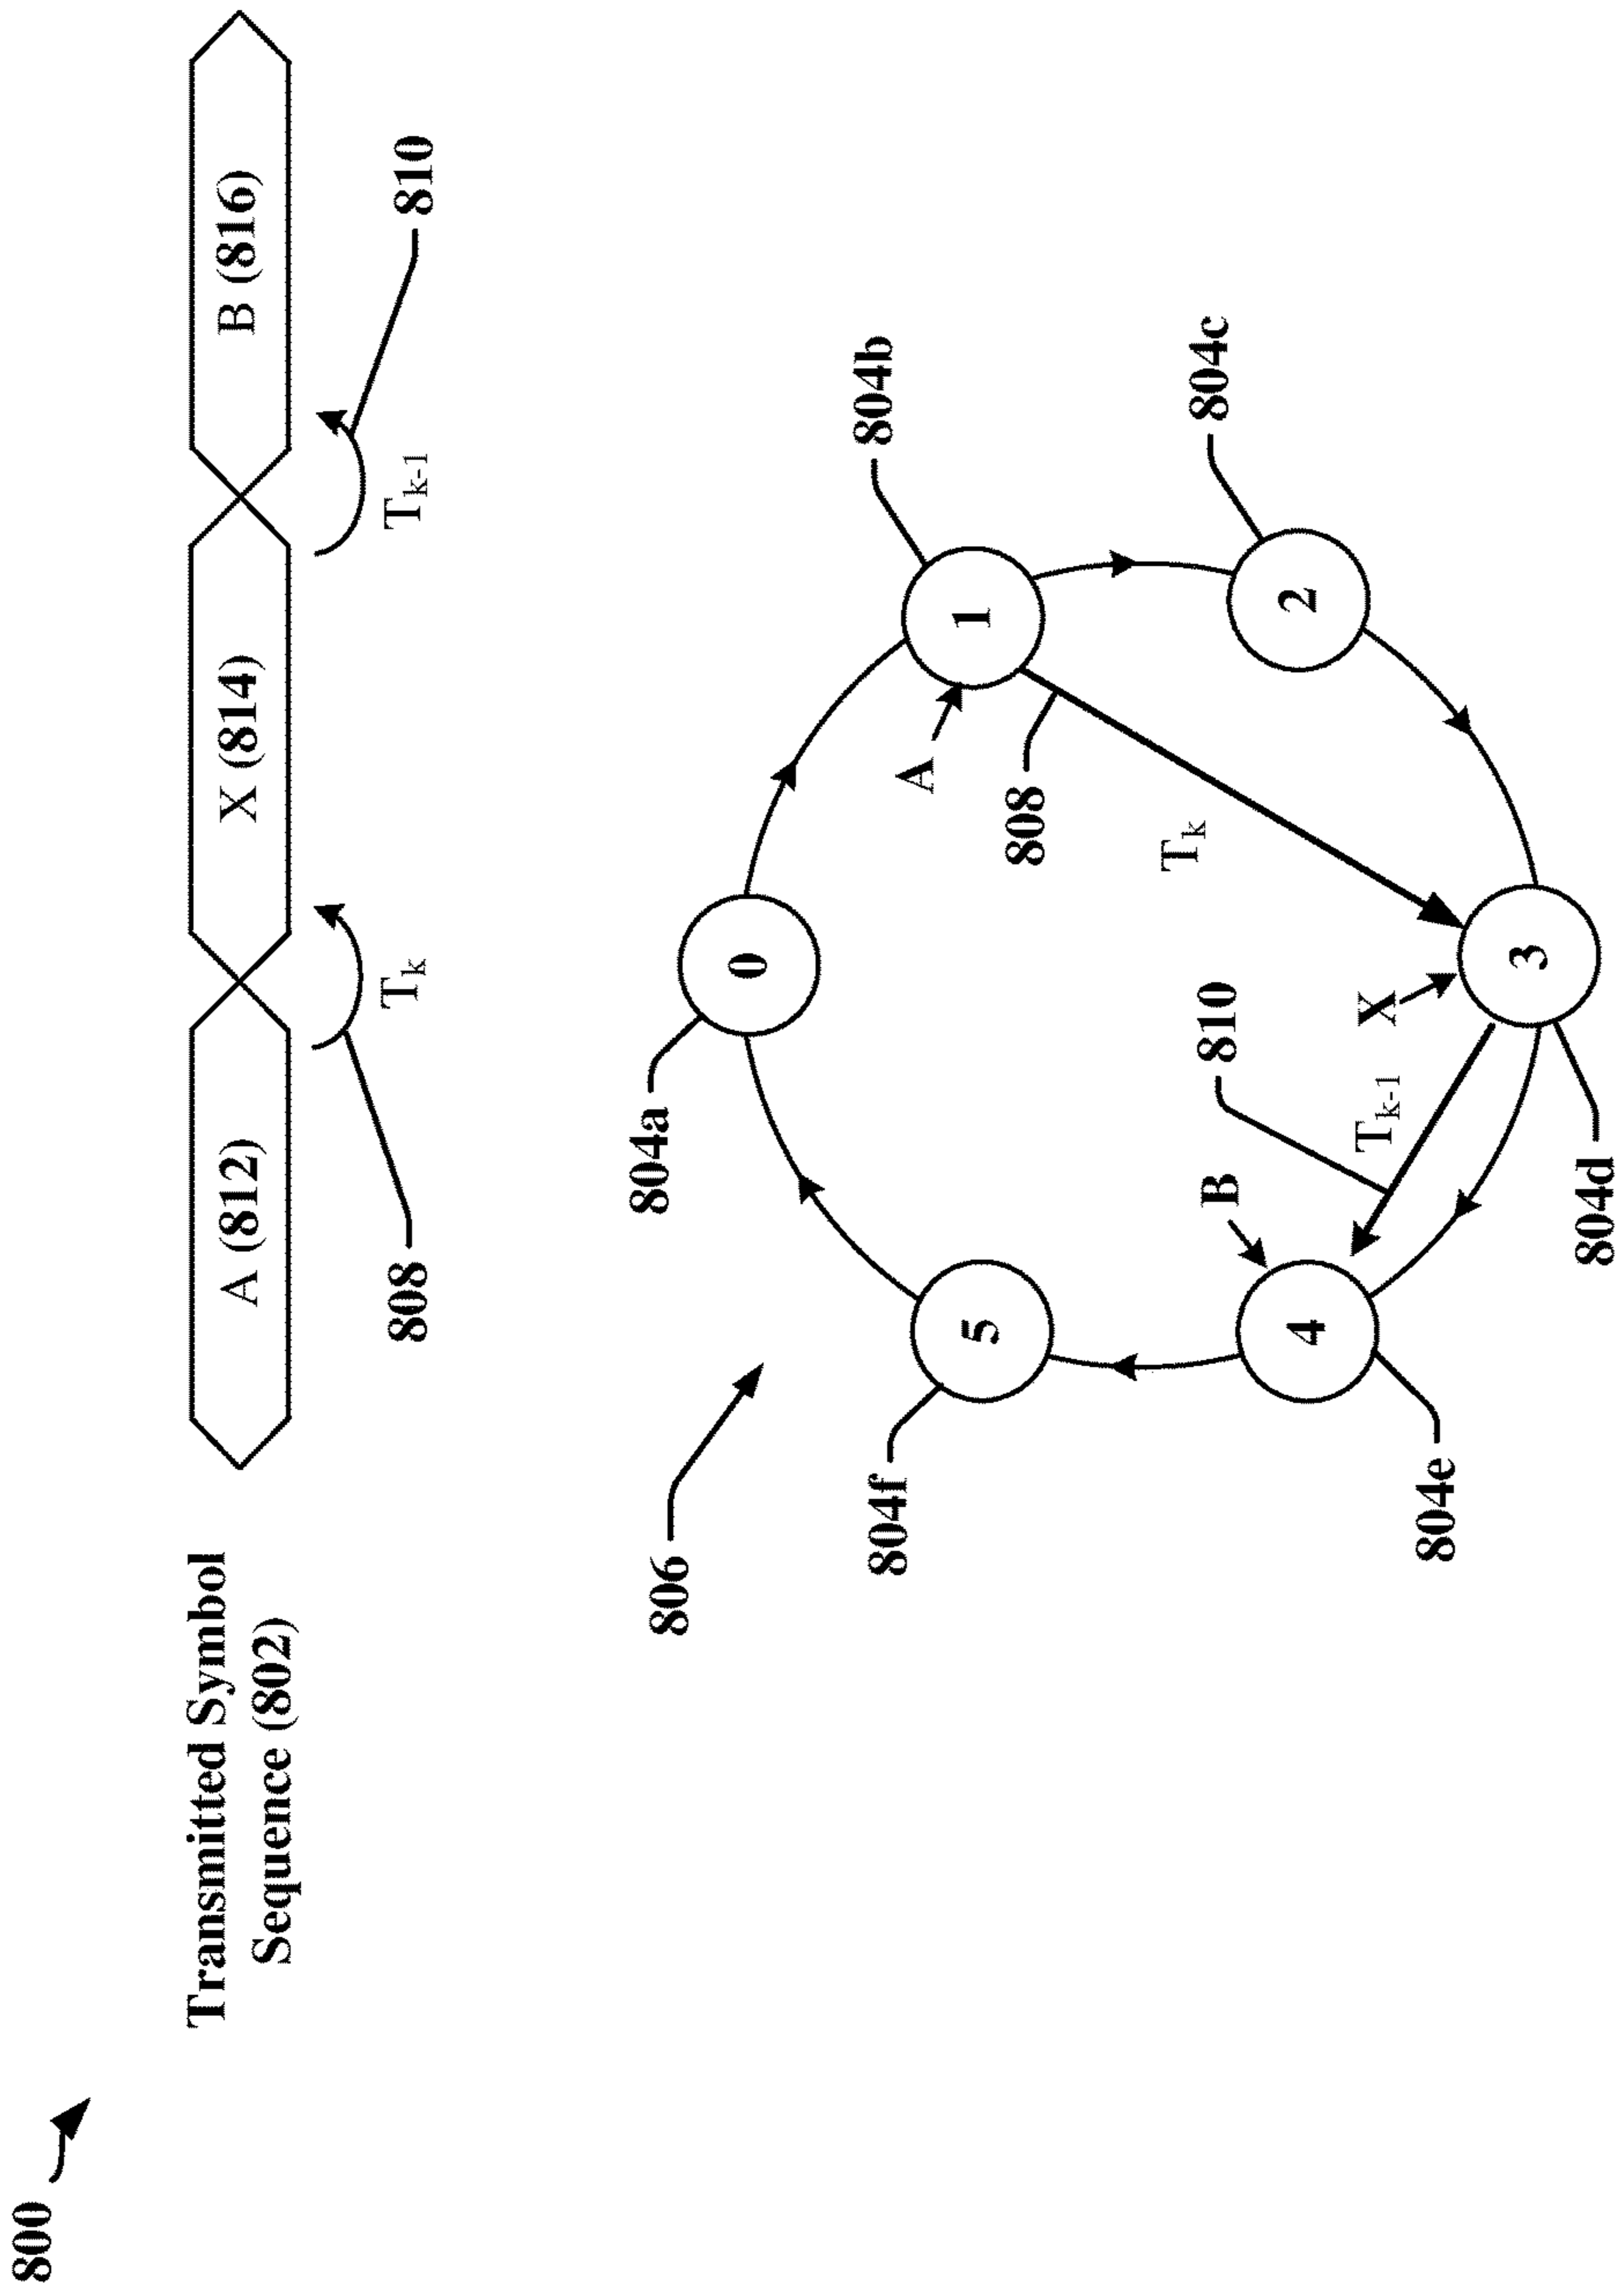 800
Transmitted Symbol
Sequence (802)
A (812)
X (814)
B (816)
808
Tk
Tk-1
810
806
804a
0
804b
1
A
808
Tk
804c
2
804f
5
B
810
Tk-1
X
804e
4
3
804d